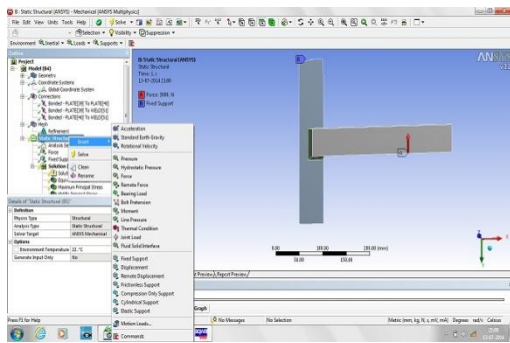 B: Static Structural (ANSYS) - Mechanical [ANSYS Multiphysics]
File Edit View Units Tools Help
Solve
Selection Visibility Suppression
Environment Inertial Loads Supports
Outline
Project
Model (B4)
Geometry
Coordinate Systems
Global Coordinate System
Connections
Mesh
Refinement
Static Structural
Force
Solution
Maximum Principal Stress
Insert
Solve
Clean
Rename
Acceleration
Standard Earth Gravity
Rotational Velocity
Pressure
Hydrostatic Pressure
Force
Remote Force
Bearing Load
Bolt Pretension
Moment
Line Pressure
Thermal Condition
Joint Load
Fluid Solid Interface
Fixed Support
Displacement
Remote Displacement
Frictionless Support
Compression Only Support
Cylindrical Support
Elastic Support
Motion Loads...
Commands
B: Static Structural (ANSYS)
Static Structural
Time: 1. s
Fixed Support
ANSYS
0.00
100.00
200.00 (mm)
50.00
150.00
Details of "Static Structural (B5)"
Definition
Physics Type Structural
Analysis Type Static Structural
Solver Target ANSYS Mechanical
Options
Environment Temperature 22. °C
Generate Input Only No
Graph
Press F1 for Help
No Messages
No Selection
Metric (mm, kg, N, s, mV, mA) Degrees rad/s Celsius